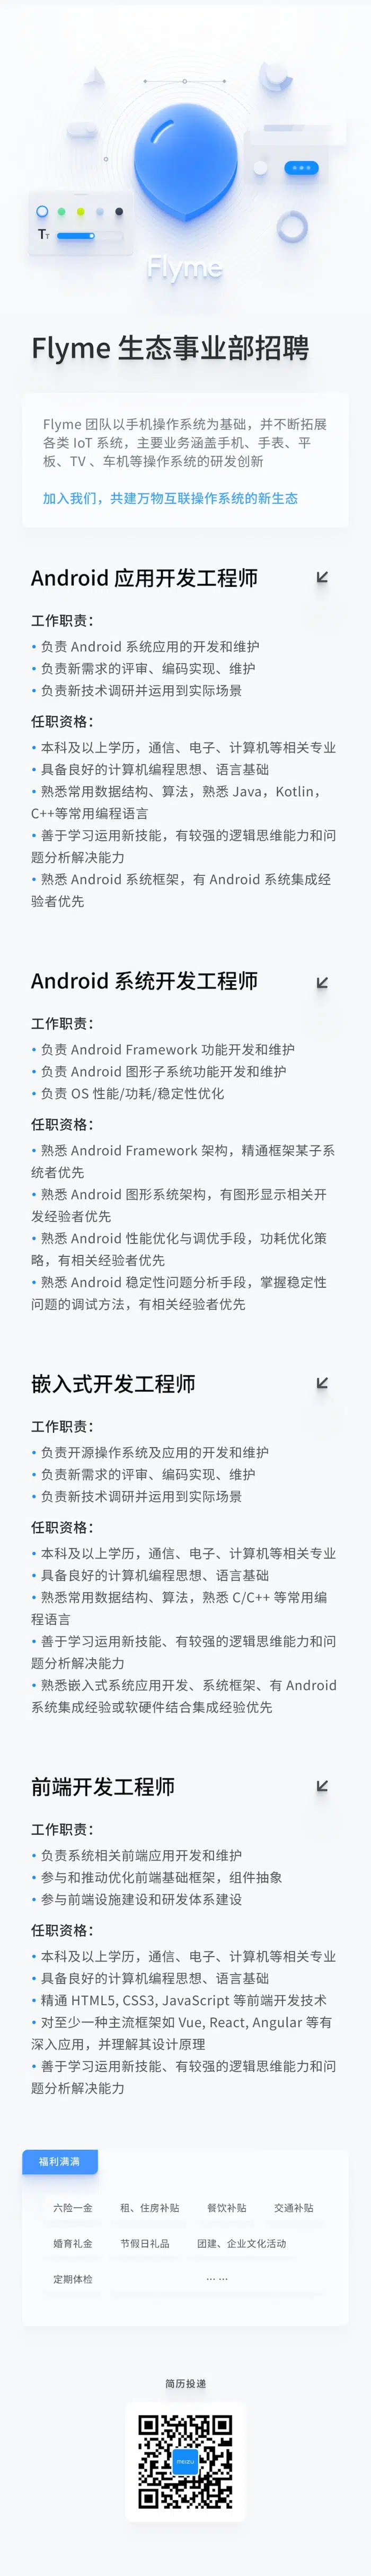 TT
Flyme
Flyme 生态事业部招聘
Flyme 团队以手机操作系统为基础，并不断拓展
各类 IoT 系统，主要业务涵盖手机、手表、平
板、TV 、车机等操作系统的研发创新
加入我们，共建万物互联操作系统的新生态
Android 应用开发工程师
工作职责：
• 负责 Android 系统应用的开发和维护
• 负责新需求的评审、编码实现、维护
• 负责新技术调研并运用到实际场景
任职资格：
• 本科及以上学历，通信、电子、计算机等相关专业
• 具备良好的计算机编程思想、语言基础
• 熟悉常用数据结构、算法，熟悉 Java，Kotlin，
C++等常用编程语言
• 善于学习运用新技能，有较强的逻辑思维能力和问
题分析解决能力
• 熟悉 Android 系统框架，有 Android 系统集成经
验者优先
Android 系统开发工程师
工作职责：
• 负责 Android Framework 功能开发和维护
• 负责 Android 图形子系统功能开发和维护
• 负责 OS 性能/功耗/稳定性优化
任职资格：
• 熟悉 Android Framework 架构，精通框架某子系
统者优先
• 熟悉 Android 图形系统架构，有图形显示相关开
发经验者优先
• 熟悉 Android 性能优化与调优手段，功耗优化策
略，有相关经验者优先
• 熟悉 Android 稳定性问题分析手段，掌握稳定性
问题的调试方法，有相关经验者优先
嵌入式开发工程师
工作职责：
• 负责开源操作系统及应用的开发和维护
• 负责新需求的评审、编码实现、维护
• 负责新技术调研并运用到实际场景
任职资格：
• 本科及以上学历，通信、电子、计算机等相关专业
• 具备良好的计算机编程思想、语言基础
• 熟悉常用数据结构、算法，熟悉 C/C++ 等常用编
程语言
• 善于学习运用新技能、有较强的逻辑思维能力和问
题分析解决能力
• 熟悉嵌入式系统应用开发、系统框架、有 Android
系统集成经验或软硬件结合集成经验优先
前端开发工程师
工作职责：
• 负责系统相关前端应用开发和维护
• 参与和推动优化前端基础框架，组件抽象
• 参与前端设施建设和研发体系建设
任职资格：
• 本科及以上学历，通信、电子、计算机等相关专业
• 具备良好的计算机编程思想、语言基础
• 精通 HTML5, CSS3, JavaScript 等前端开发技术
• 对至少一种主流框架如 Vue, React, Angular 等有
深入应用，并理解其设计原理
• 善于学习运用新技能、有较强的逻辑思维能力和问
题分析解决能力
福利满满
六险一金 租、住房补贴 餐饮补贴 交通补贴
婚育礼金 节假日礼品 团建、企业文化活动
定期体检 ... ...
简历投递
meizu